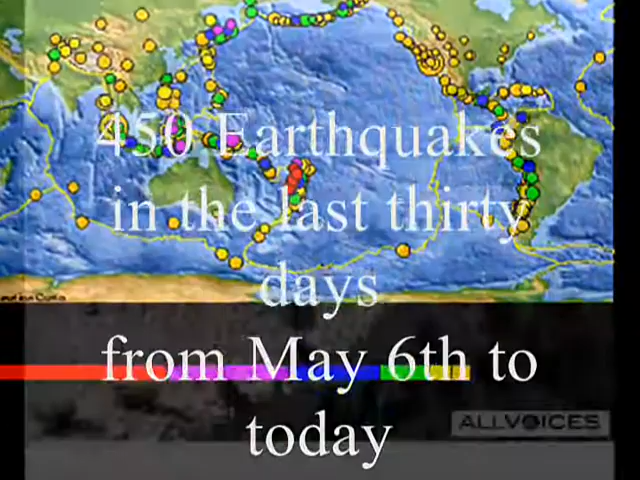 450 Earthquakes
in the last thirty
days
from May 6th to
today
ALLVOICES